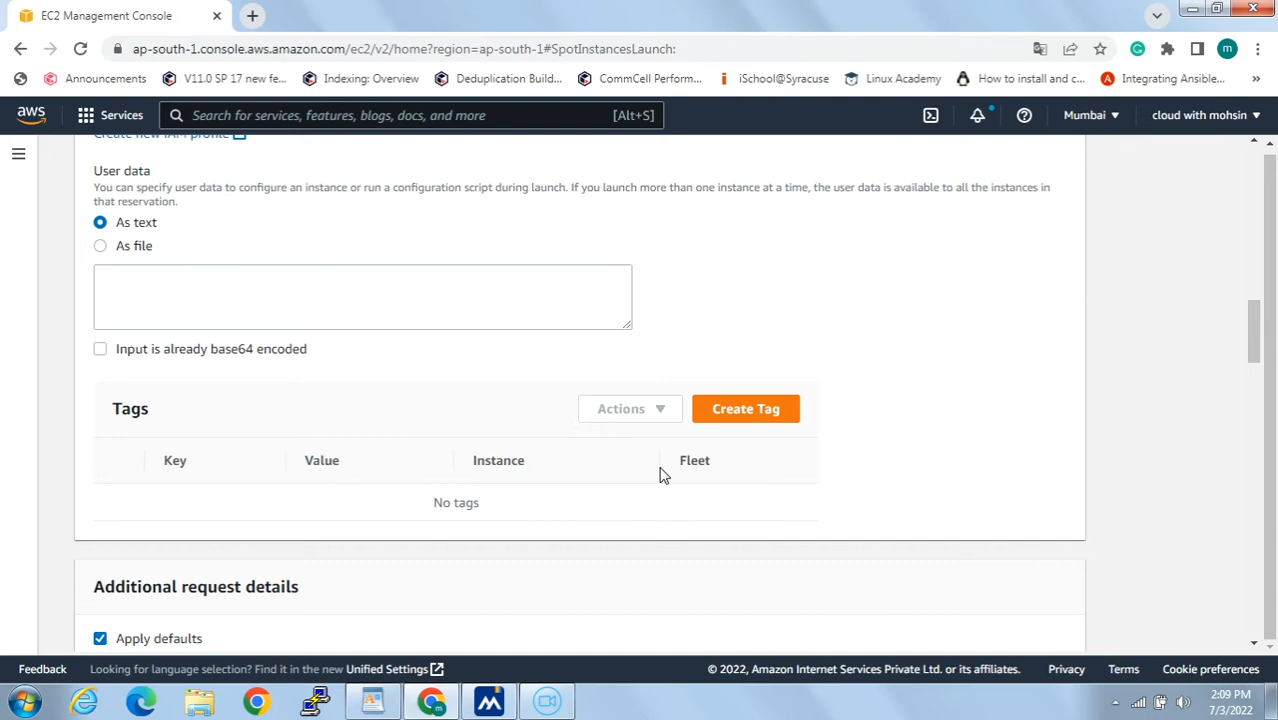 EC2 Management Console
ap-south-1.console.aws.amazon.com/ec2/v2/home?region=ap-south-1#SpotInstancesLaunch:
m
Announcements
V11.0 SP 17 new fe...
Indexing: Overview
Deduplication Build...
CommCell Perform...
iSchool@Syracuse
Linux Academy
How to install and c...
Integrating Ansible...
»
aws
Services
Search for services, features, blogs, docs, and more
[Alt+S]
Mumbai
cloud with mohsin
Create new IAM profile
User data
You can specify user data to configure an instance or run a configuration script during launch. If you launch more than one instance at a time, the user data is available to all the instances in
that reservation.
As text
As file
Input is already base64 encoded
Tags
Actions
Create Tag
Key Value Instance Fleet
No tags
Additional request details
Apply defaults
Feedback
Looking for language selection? Find it in the new Unified Settings
© 2022, Amazon Internet Services Private Ltd. or its affiliates.
Privacy
Terms
Cookie preferences
2:09 PM
7/3/2022